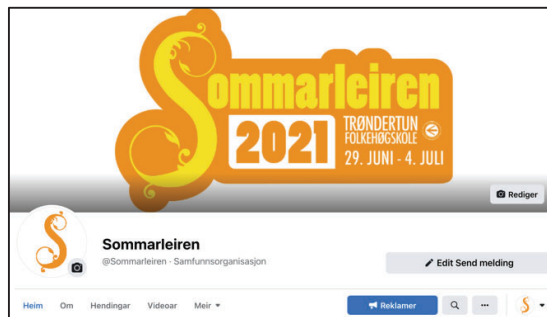 Sommarleiren
2021
TRØNDERTUN
FOLKEHØGSKOLE
29. JUNI - 4. JULI
Rediger
Sommarleiren
@Sommarleiren · Samfunnsorganisasjon
Edit Send melding
Heim Om Hendingar Videoar Meir
Reklamer